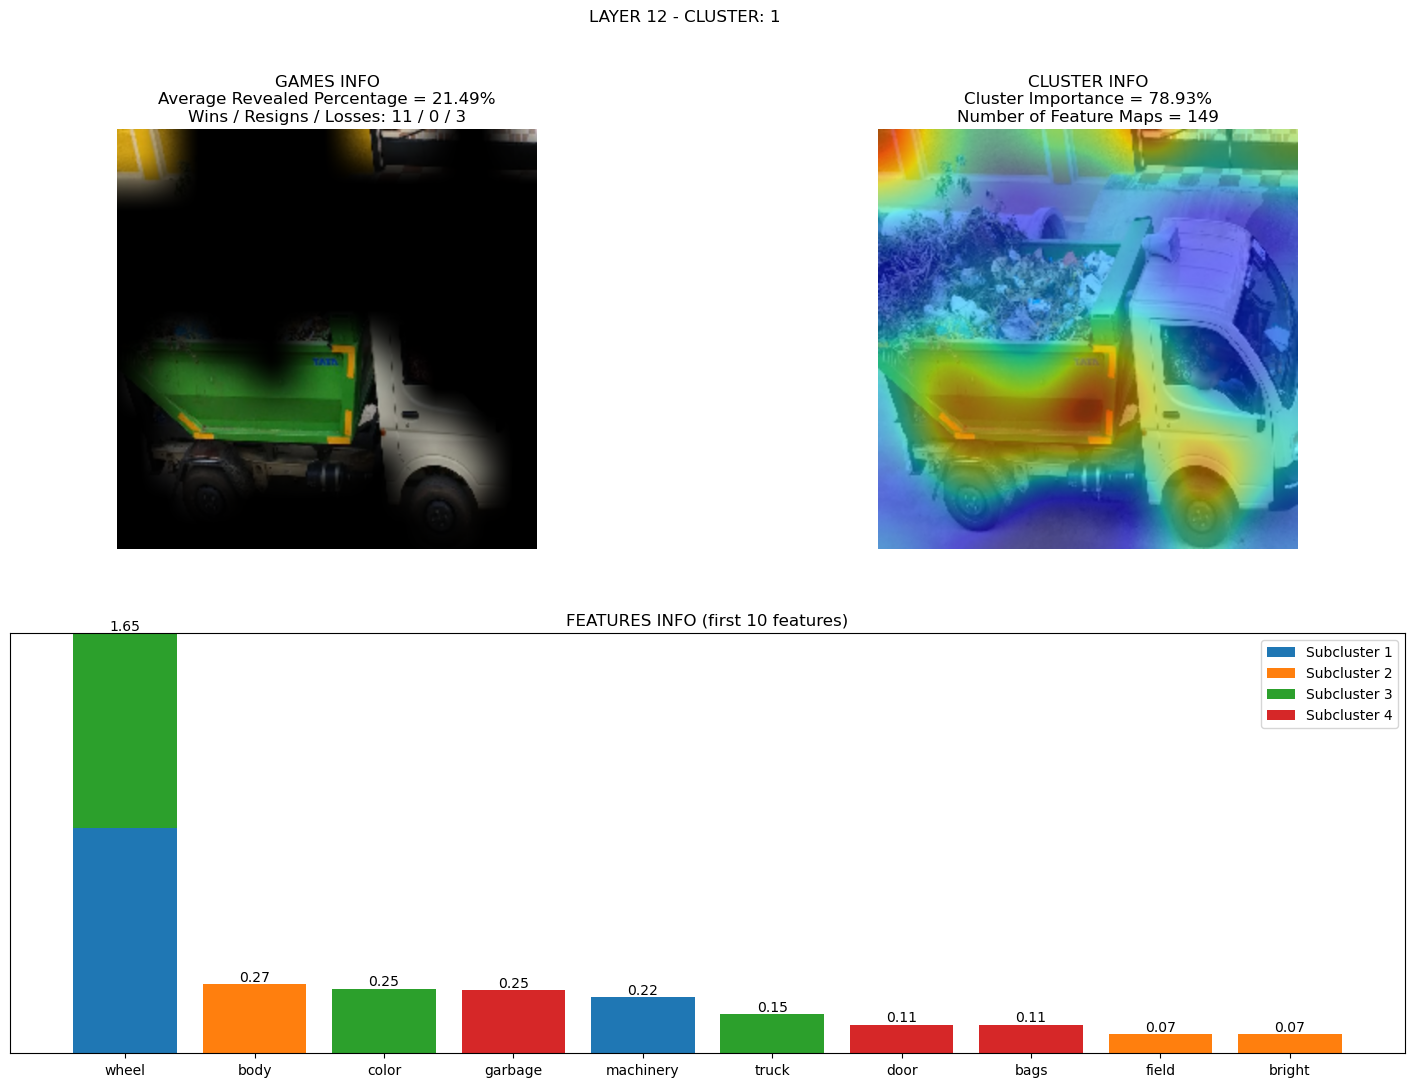 LAYER 12 - CLUSTER: 1
GAMES INFO
Average Revealed Percentage = 21.49%
Wins / Resigns / Losses: 11 / 0 / 3
CLUSTER INFO
Cluster Importance = 78.93%
Number of Feature Maps = 149
FEATURES INFO (first 10 features)
1.65
Subcluster 1
Subcluster 2
Subcluster 3
Subcluster 4
0.27
0.25
0.25
0.22
0.15
0.11
0.11
0.07
0.07
wheel
body
color
garbage
machinery
truck
door
bags
field
bright